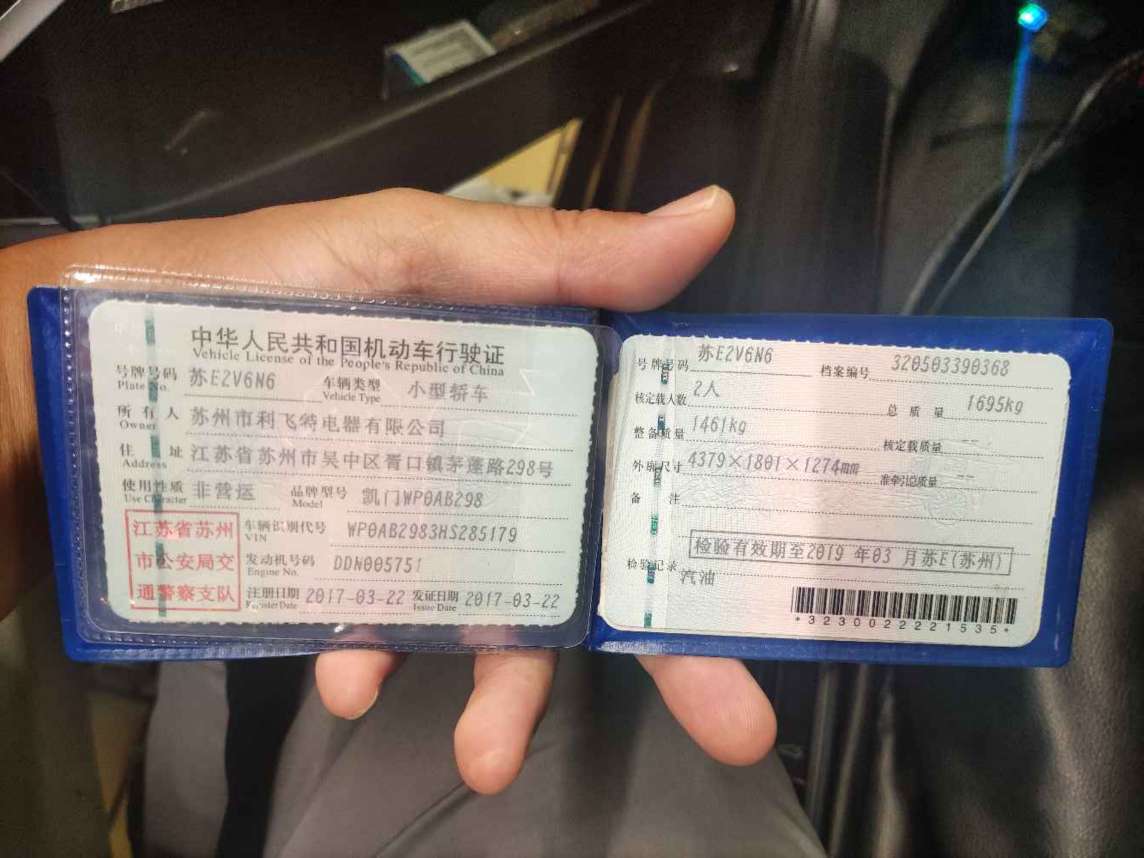 中华人民共和国机动车行驶证
Vehicle License of the People's Republic of China
号牌号码 苏E2V6N6 车辆类型 小型轿车
Plate No. Vehicle Type
所有人 苏州市利飞特电器有限公司
Owner
住址 江苏省苏州市吴中区胥口镇茅蓬路298号
Address
使用性质 非营运 品牌型号 凯门WP0AB298
Use Character Model
江苏省苏州
市公安局交
通警察支队
车辆识别代号 WP0AB2983HS285179
VIN
发动机号码 DDN005751
Engine No.
注册日期 2017-03-22 发证日期 2017-03-22
Register Date Issue Date
号牌号码 苏E2V6N6 档案编号 320503390368
核定载人数 2人 总质量 1695kg
整备质量 1461kg 核定载质量 --
外廓尺寸 4379×1801×1274mm 准牵引总质量 --
备注
检验有效期至2019年03月苏E(苏州)
检验记录
汽油
*3230022221535*